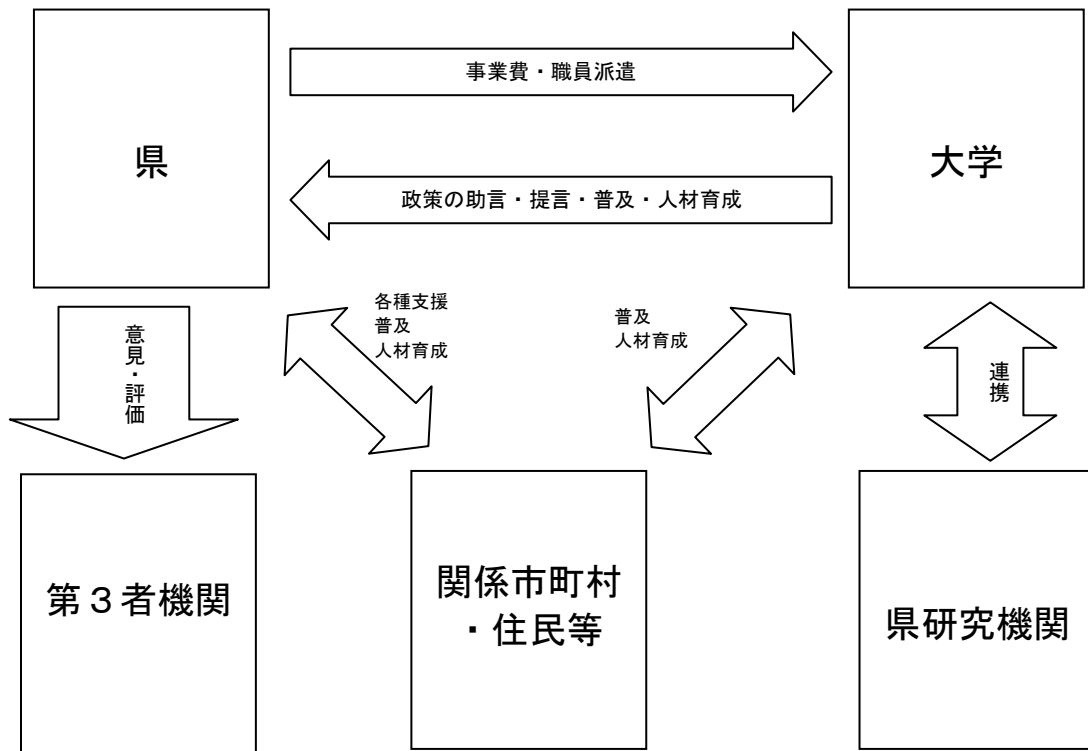 県
事業費・職員派遣
大学
政策の助言・提言・普及・人材育成
意見・評価
各種支援
普及
人材育成
普及
人材育成
連携
第３者機関
関係市町村
・住民等
県研究機関